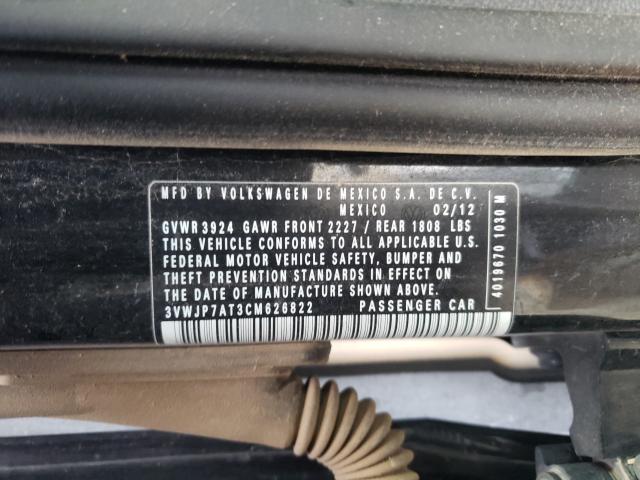 MFD BY VOLKSWAGEN DE MEXICO S.A. DE C.V.
MEXICO 02/12
GVWR 3924 GAWR FRONT 2227 / REAR 1808 LBS
THIS VEHICLE CONFORMS TO ALL APPLICABLE U.S.
FEDERAL MOTOR VEHICLE SAFETY, BUMPER AND
THEFT PREVENTION STANDARDS IN EFFECT ON
THE DATE OF MANUFACTURE SHOWN ABOVE.
3VWJP7AT3CM626822 PASSENGER CAR
4019670 1030 M